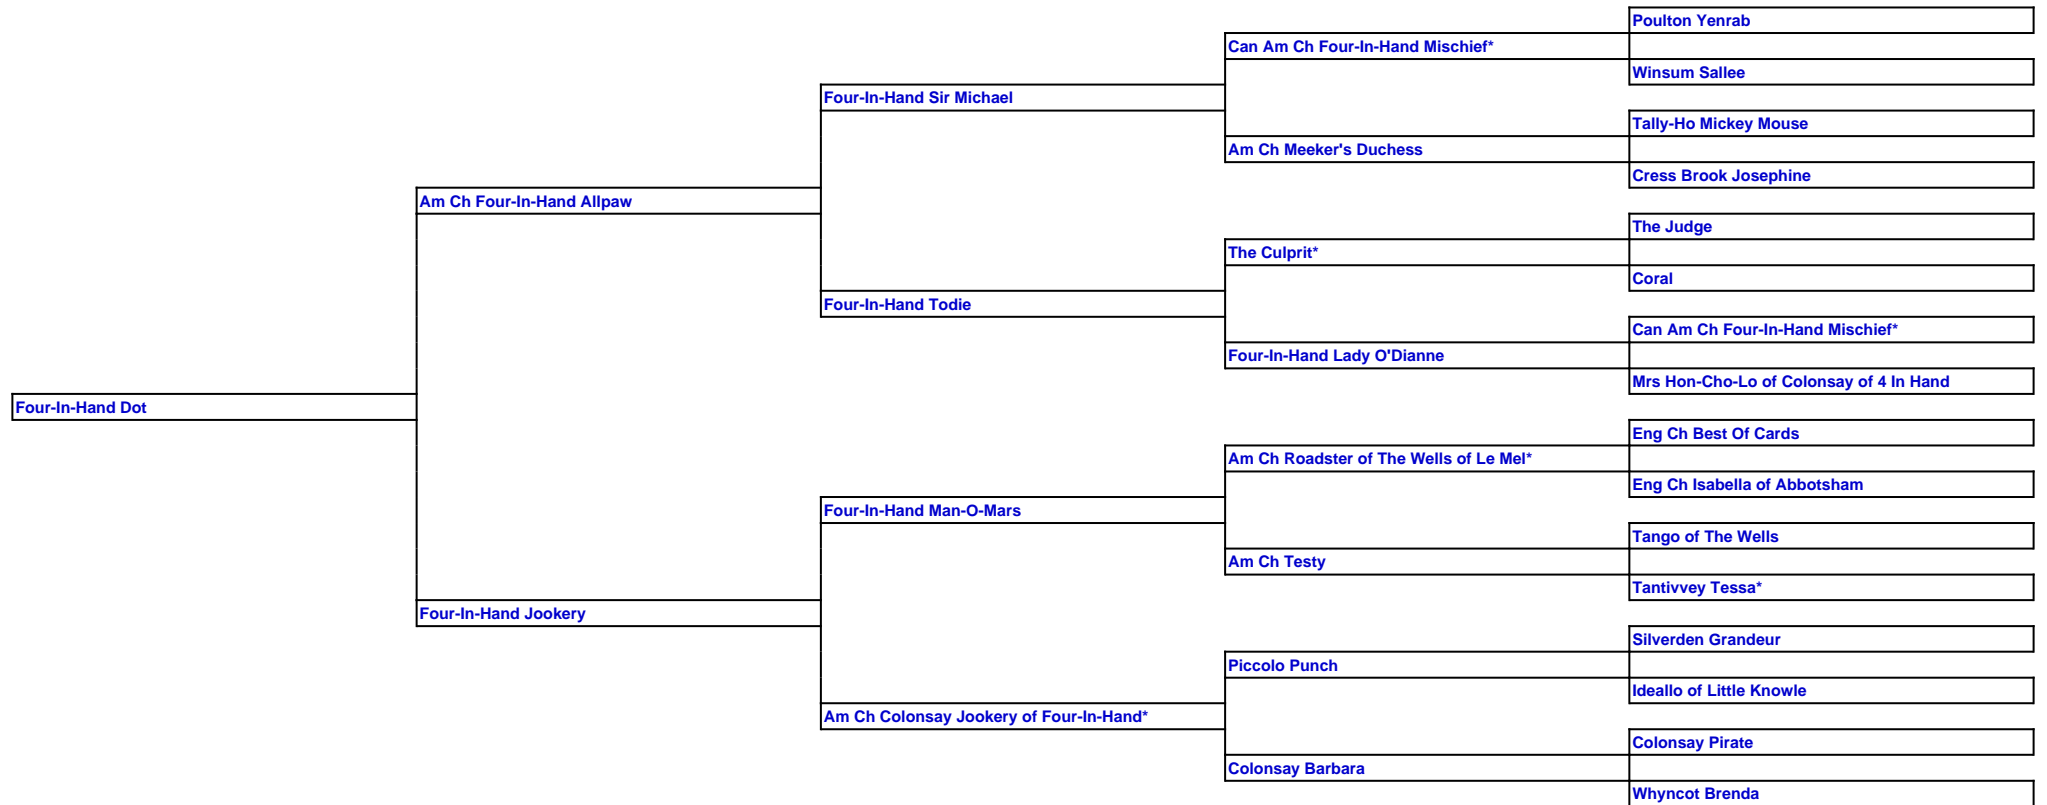 Poulton Yenrab
Can Am Ch Four-In-Hand Mischief*
Winsum Sallee
Four-In-Hand Sir Michael
Tally-Ho Mickey Mouse
Am Ch Meeker's Duchess
Cress Brook Josephine
Am Ch Four-In-Hand Allpaw
The Judge
The Culprit*
Coral
Four-In-Hand Todie
Can Am Ch Four-In-Hand Mischief*
Four-In-Hand Lady O'Dianne
Mrs Hon-Cho-Lo of Colonsay of 4 In Hand
Four-In-Hand Dot
Eng Ch Best Of Cards
Am Ch Roadster of The Wells of Le Mel*
Eng Ch Isabella of Abbotsham
Four-In-Hand Man-O-Mars
Tango of The Wells
Am Ch Testy
Tantivvey Tessa*
Four-In-Hand Jookery
Silverden Grandeur
Piccolo Punch
Ideallo of Little Knowle
Am Ch Colonsay Jookery of Four-In-Hand*
Colonsay Pirate
Colonsay Barbara
Whyncot Brenda